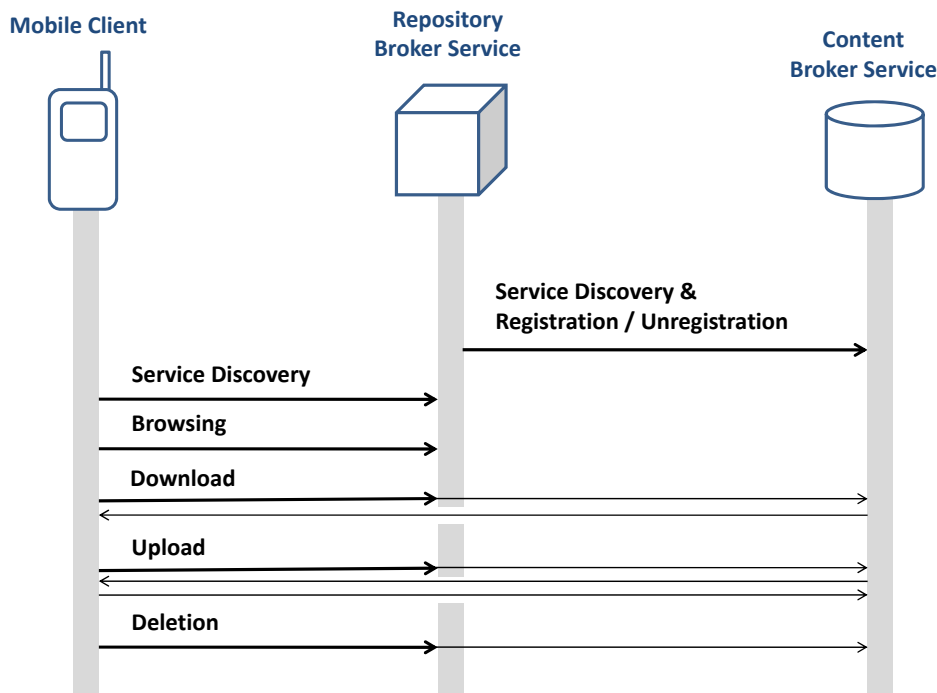 Mobile Client
Repository
Broker Service
Content
Broker Service
Service Discovery &
Registration / Unregistration
Service Discovery
Browsing
Download
Upload
Deletion